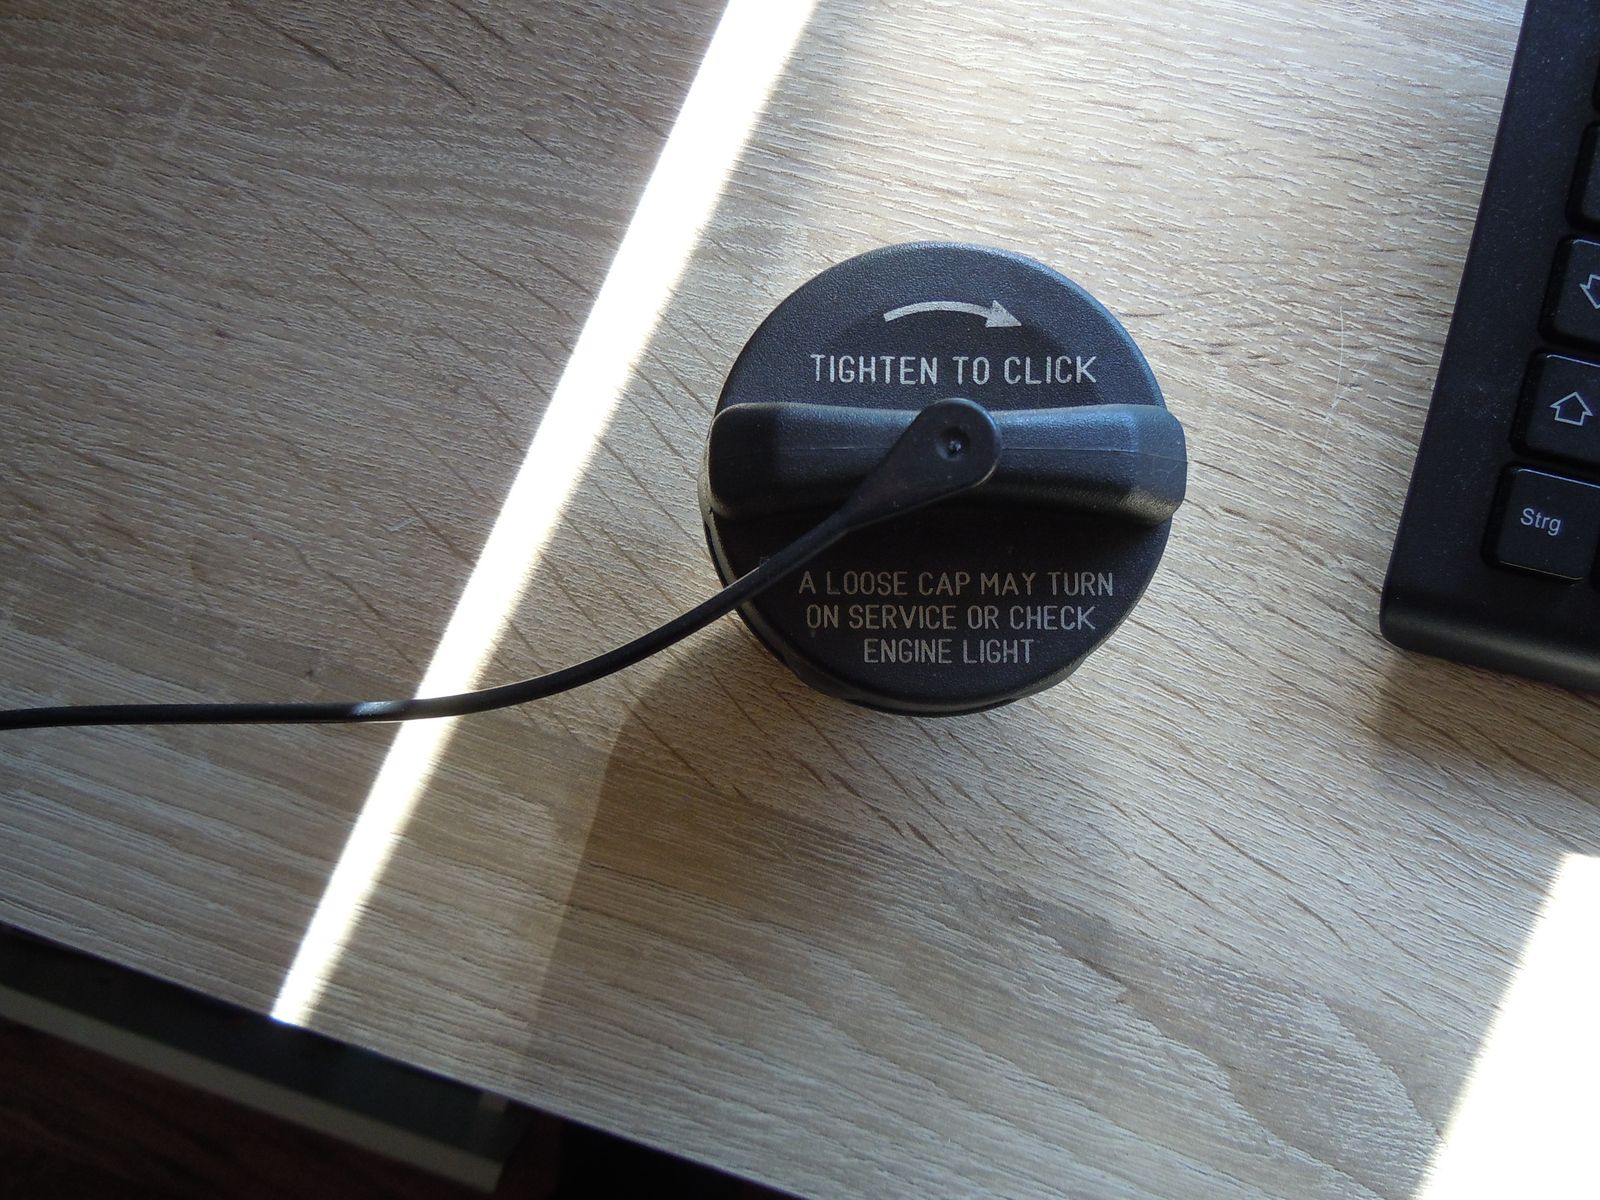 TIGHTEN TO CLICK
A LOOSE CAP MAY TURN
ON SERVICE OR CHECK
ENGINE LIGHT
Strg